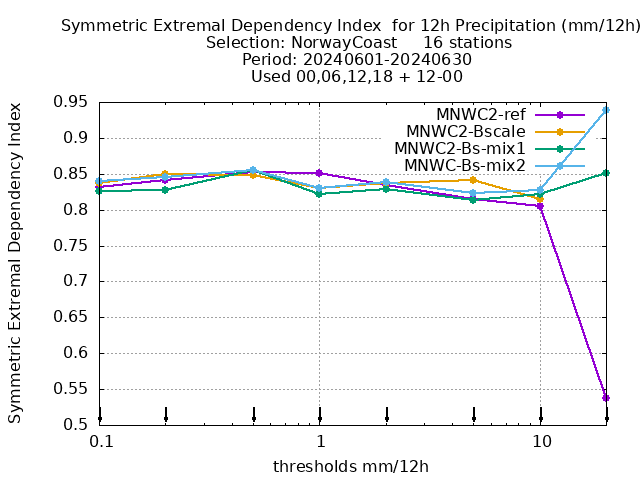 Symmetric Extremal Dependency Index  for 12h Precipitation (mm/12h)
Selection: NorwayCoast     16 stations
Period: 20240601-20240630
Used 00,06,12,18 + 12-00
Symmetric Extremal Dependency Index
0.95
0.9
0.85
0.8
0.75
0.7
0.65
0.6
0.55
0.5
MNWC2-ref
MNWC2-Bscale
MNWC2-Bs-mix1
MNWC-Bs-mix2
0.1 1 10
thresholds mm/12h